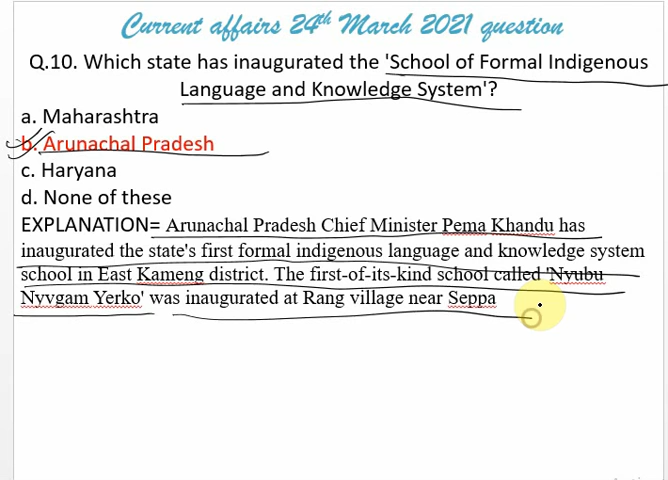 Current affairs 24th March 2021 question
Q.10. Which state has inaugurated the 'School of Formal Indigenous
Language and Knowledge System'?
a. Maharashtra
b. Arunachal Pradesh
c. Haryana
d. None of these
EXPLANATION= Arunachal Pradesh Chief Minister Pema Khandu has
inaugurated the state's first formal indigenous language and knowledge system
school in East Kameng district. The first-of-its-kind school called 'Nyubu
Nyvgam Yerko' was inaugurated at Rang village near Seppa